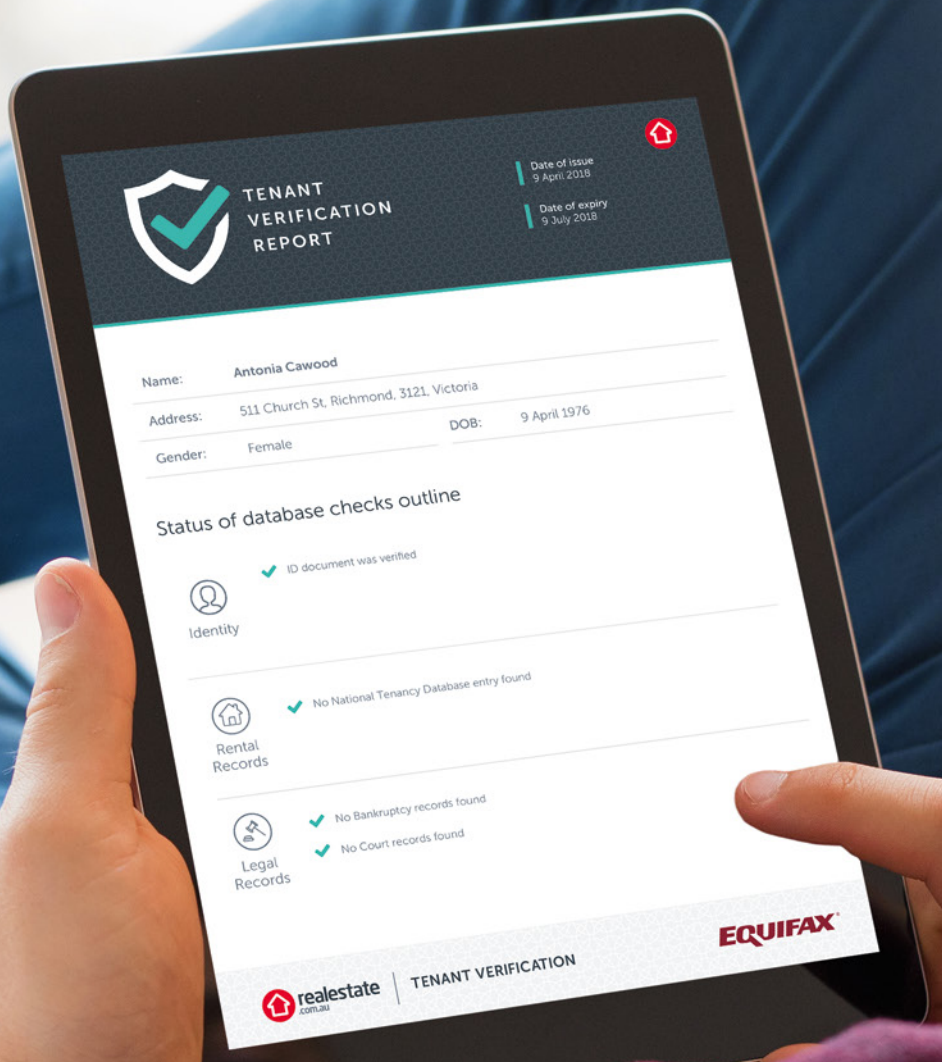 TENANT
VERIFICATION
REPORT
Date of issue
9 April 2018
Date of expiry
9 July 2018
Name: Antonia Cawood
Address: 511 Church St, Richmond, 3121, Victoria
Gender: Female DOB: 9 April 1976
Status of database checks outline
ID document was verified
Identity
No National Tenancy Database entry found
Rental
Records
No Bankruptcy records found
No Court records found
Legal
Records
realestate
.com.au
TENANT VERIFICATION
EQUIFAX